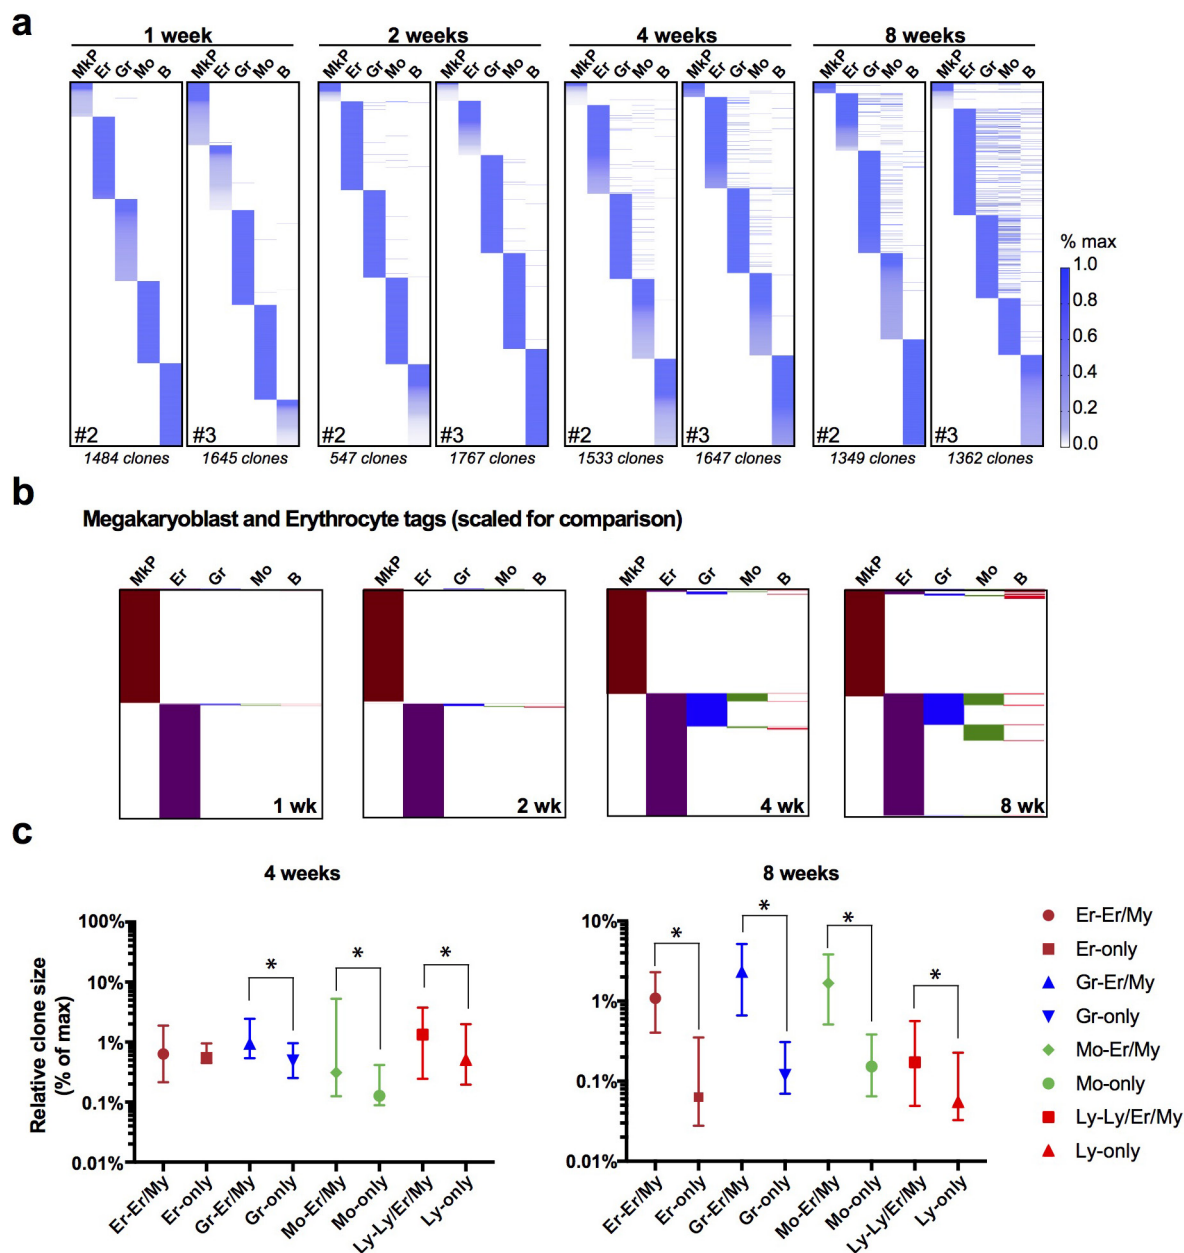 a
1 week 2 weeks 4 weeks 8 weeks
MkP Er Gr Mo B MkP Er Gr Mo B MkP Er Gr Mo B MkP Er Gr Mo B MkP Er Gr Mo B MkP Er Gr Mo B MkP Er Gr Mo B MkP Er Gr Mo B
% max
1.0
0.8
0.6
0.4
0.2
0.0
#2 #3 #2 #3 #2 #3 #2 #3
1484 clones 1645 clones 547 clones 1767 clones 1533 clones 1647 clones 1349 clones 1362 clones
b
Megakaryoblast and Erythrocyte tags (scaled for comparison)
MkP Er Gr Mo B MkP Er Gr Mo B MkP Er Gr Mo B MkP Er Gr Mo B
1 wk 2 wk 4 wk 8 wk
c
4 weeks
Relative clone size
(% of max)
100%
10%
1%
0.1%
0.01%
* * *
Er-Er/My Er-only Gr-Er/My Gr-only Mo-Er/My Mo-only Ly-Ly/Er/My Ly-only
8 weeks
10%
1%
0.1%
0.01%
* * * *
Er-Er/My Er-only Gr-Er/My Gr-only Mo-Er/My Mo-only Ly-Ly/Er/My Ly-only
Er-Er/My
Er-only
Gr-Er/My
Gr-only
Mo-Er/My
Mo-only
Ly-Ly/Er/My
Ly-only